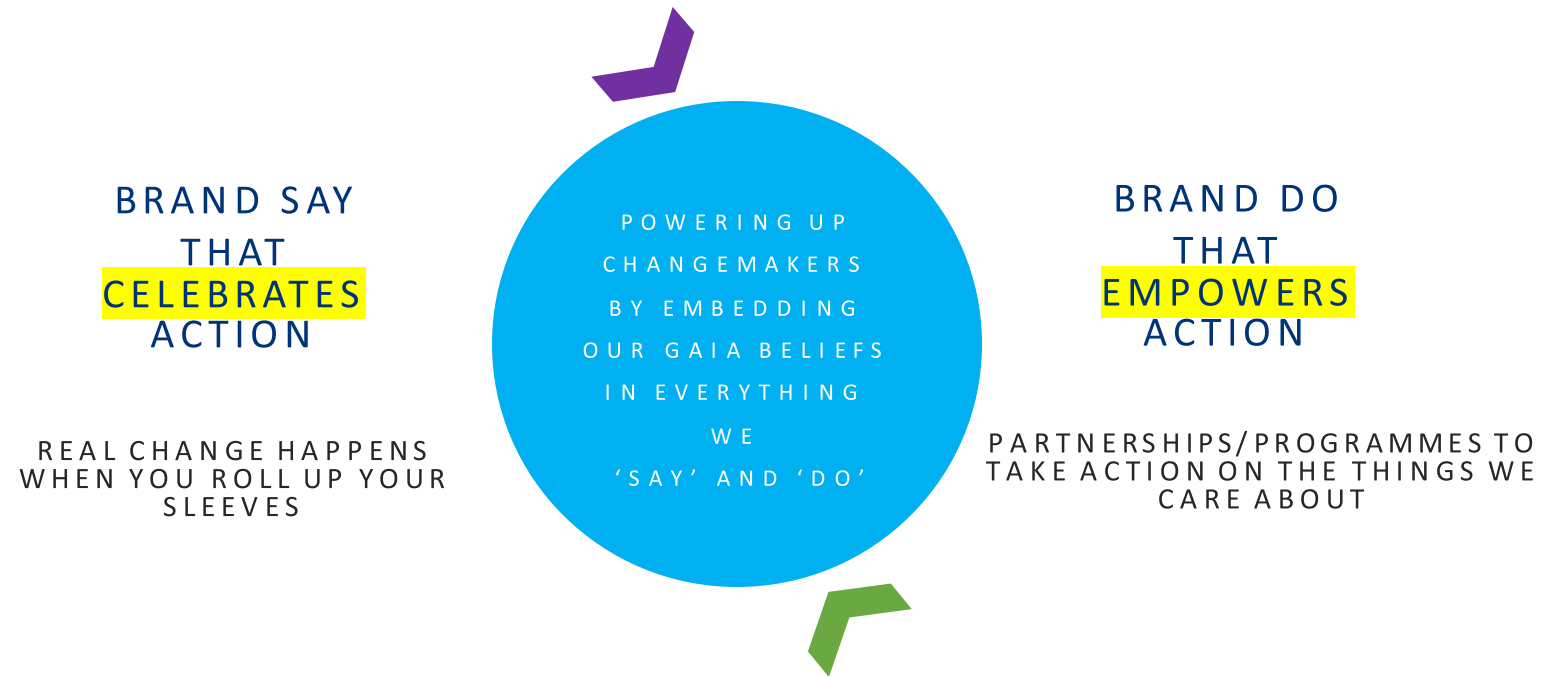 BRAND SAY
THAT
CELEBRATES
ACTION
REAL CHANGE HAPPENS
WHEN YOU ROLL UP YOUR
SLEEVES
POWERING UP
CHANGEMAKERS
BY EMBEDDING
OUR GAIA BELIEFS
IN EVERYTHING
WE
‘SAY’ AND ‘DO’
BRAND DO
THAT
EMPOWERS
ACTION
PARTNERSHIPS/PROGRAMMES TO
TAKE ACTION ON THE THINGS WE
CARE ABOUT